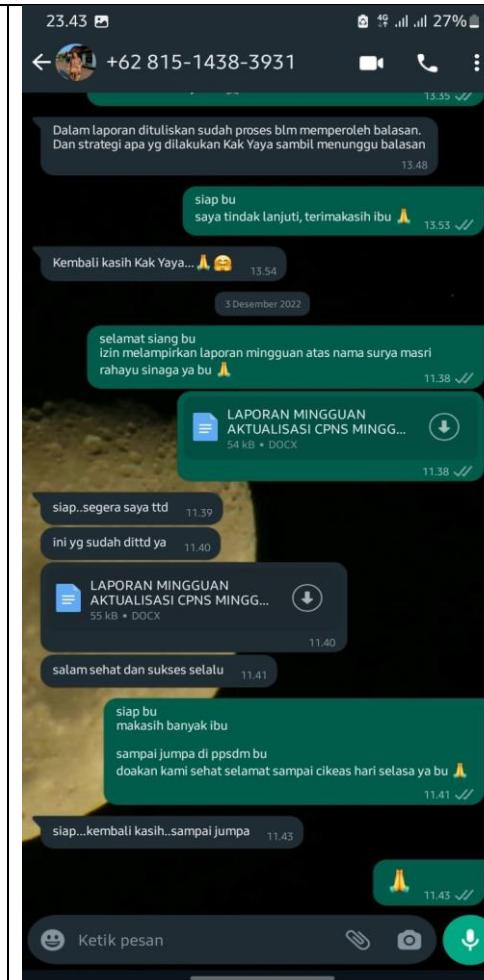 23.43
27%
+62 815-1438-3931
13.35
Dalam laporan dituliskan sudah proses blm memperoleh balasan.
Dan strategi apa yg dilakukan Kak Yaya sambil menunggu balasan
13.48
siap bu
saya tindak lanjuti, terimakasih ibu 🙏
13.53
Kembali kasih Kak Yaya...🙏🤗
13.54
3 Desember 2022
selamat siang bu
izin melampirkan laporan mingguan atas nama surya masri
rahayu sinaga ya bu 🙏
11.38
LAPORAN MINGGUAN
AKTUALISASI CPNS MINGG...
54 kB • DOCX
11.38
siap..segera saya ttd 11.39
ini yg sudah dittd ya 11.40
LAPORAN MINGGUAN
AKTUALISASI CPNS MINGG...
55 kB • DOCX
11.40
salam sehat dan sukses selalu 11.41
siap bu
makasih banyak ibu
sampai jumpa di ppsdm bu
doakan kami sehat selamat sampai cikeas hari selasa ya bu 🙏
11.41
siap...kembali kasih..sampai jumpa 11.43
🙏
11.43
Ketik pesan